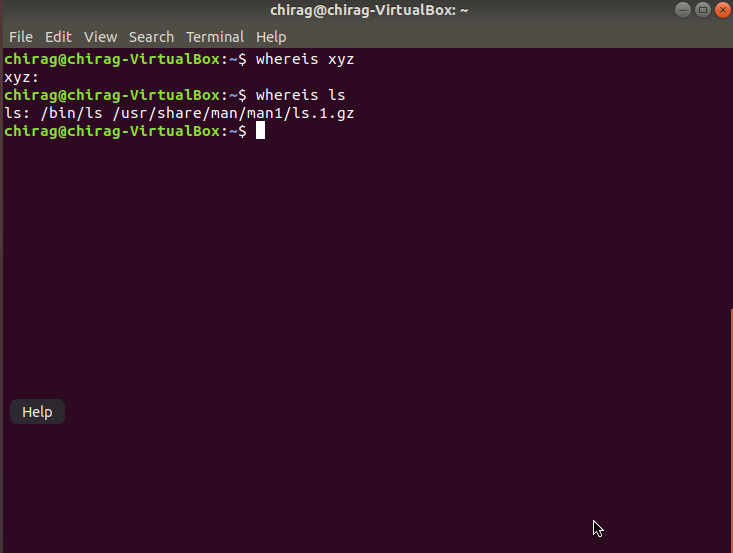 chirag@chirag-VirtualBox: ~
File Edit View Search Terminal Help
chirag@chirag-VirtualBox:~$ whereis xyz
xyz:
chirag@chirag-VirtualBox:~$ whereis ls
ls: /bin/ls /usr/share/man/man1/ls.1.gz
chirag@chirag-VirtualBox:~$
Help